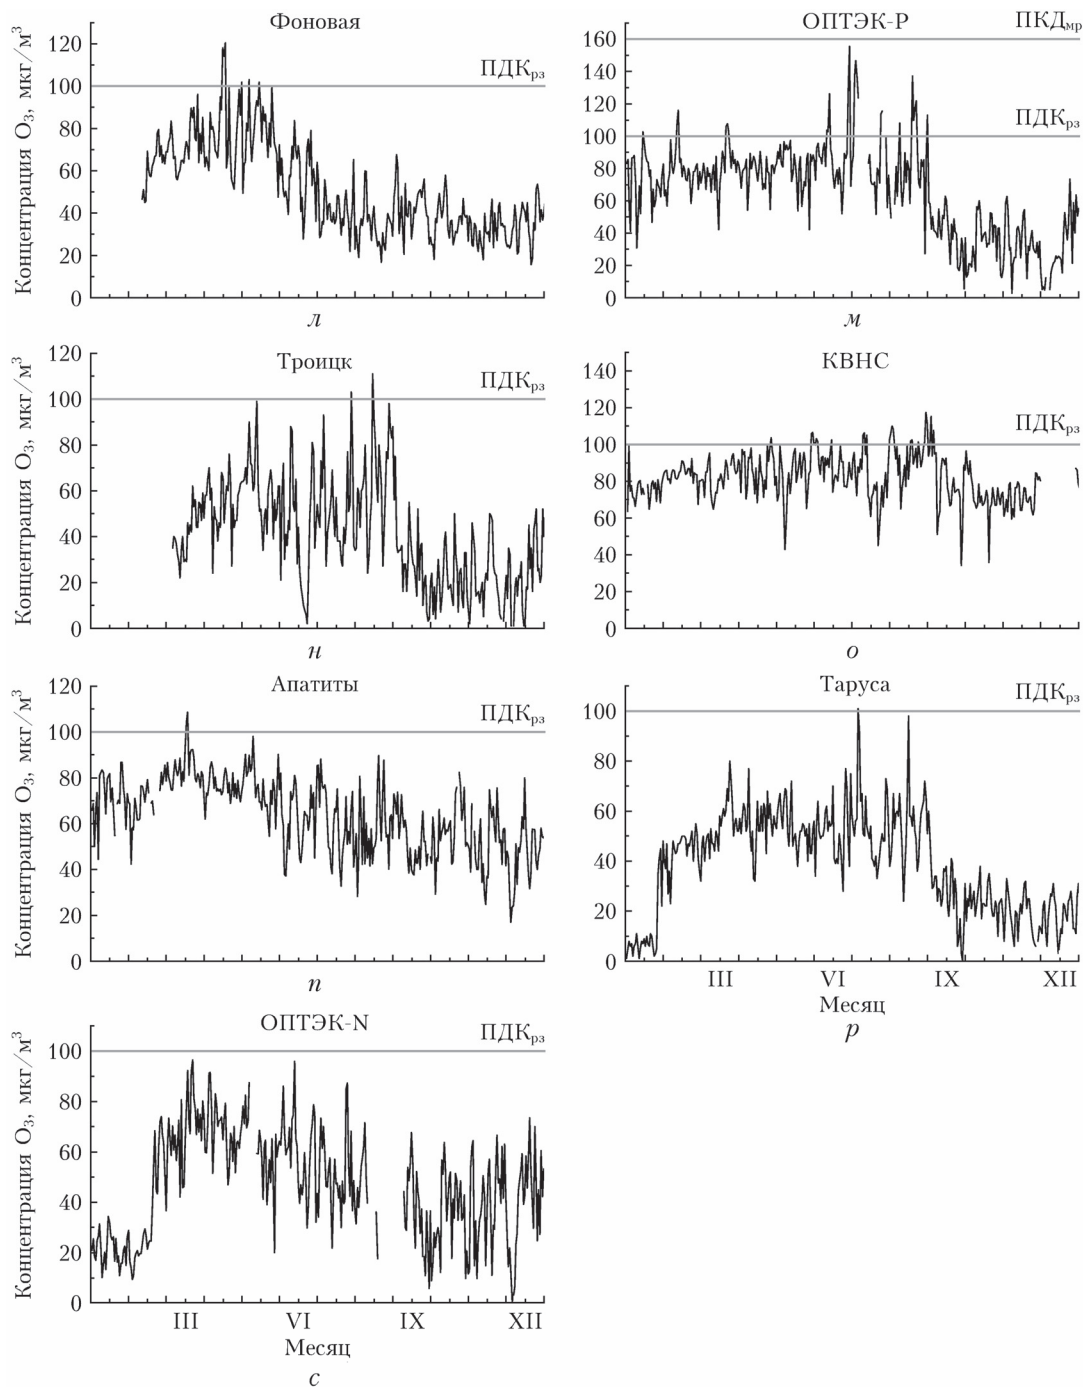 Фоновая
Концентрация O₃, мкг/м³
120
100
80
60
40
20
0
ПДКрз
л
ОПТЭК-Р
ПКДмр
160
140
120
100
80
60
40
20
0
ПДКрз
м
Троицк
Концентрация O₃, мкг/м³
120
100
80
60
40
20
0
ПДКрз
н
КВНС
140
120
100
80
60
40
20
0
ПДКрз
о
Апатиты
Концентрация O₃, мкг/м³
120
100
80
60
40
20
0
ПДКрз
п
Таруса
100
80
60
40
20
0
ПДКрз
III VI IX XII
Месяц
р
ОПТЭК-N
Концентрация O₃, мкг/м³
100
80
60
40
20
0
ПДКрз
III VI IX XII
Месяц
с